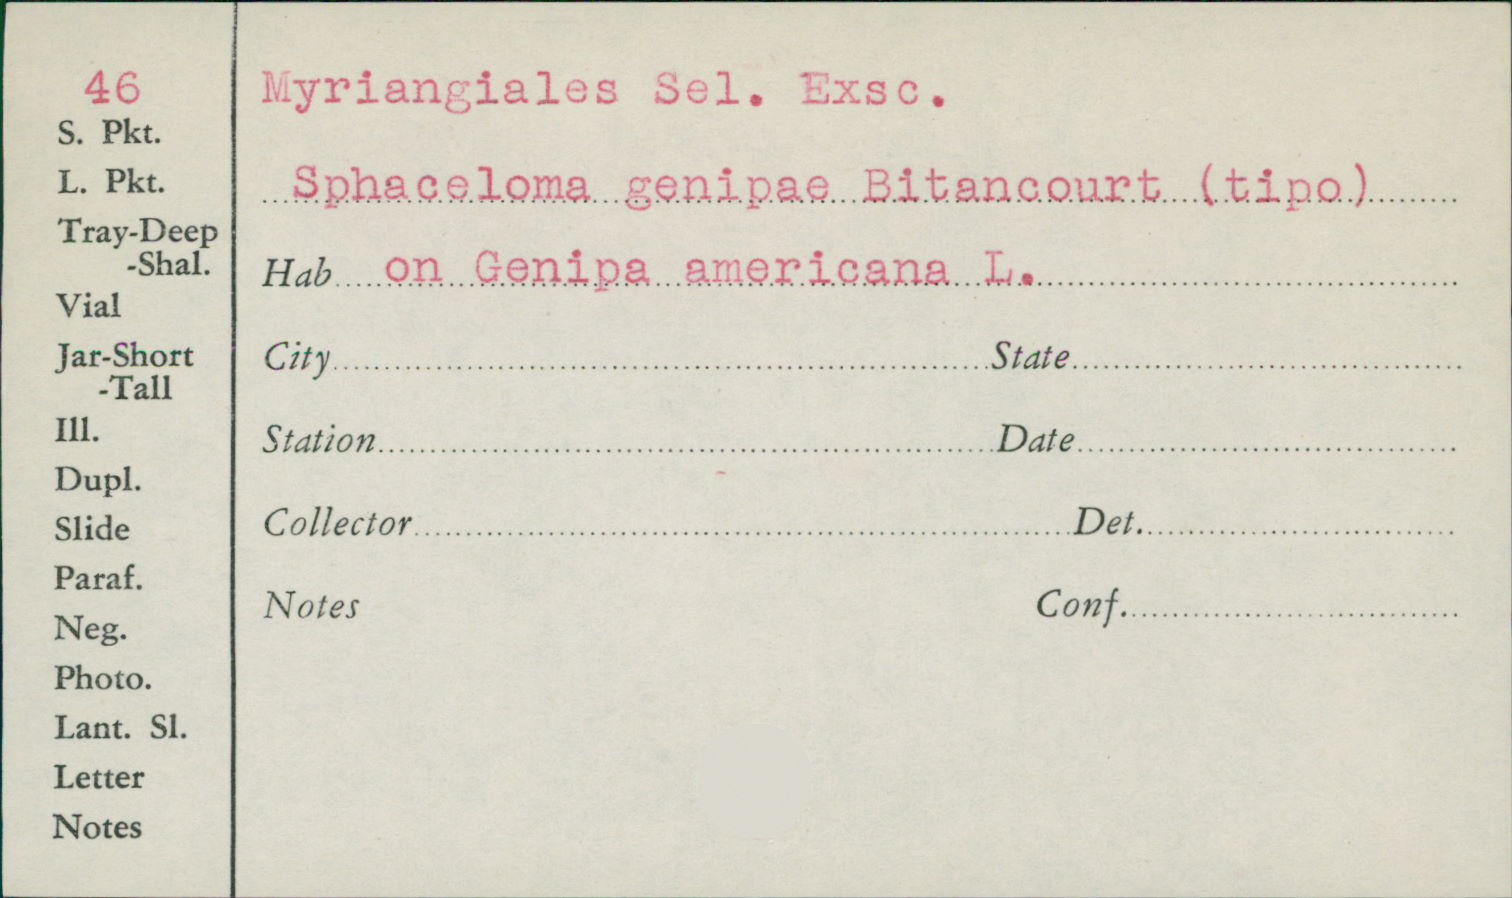 46
S. Pkt.
L. Pkt.
Tray-Deep
-Shal.
Vial
Jar-Short
-Tall
Ill.
Dupl.
Slide
Paraf.
Neg.
Photo.
Lant. Sl.
Letter
Notes
Myriangiales Sel. Exsc.
Sphaceloma genipae Bitancourt (tipo)
Hab on Genipa americana L.
City State
Station Date
Collector Det.
Notes Conf.